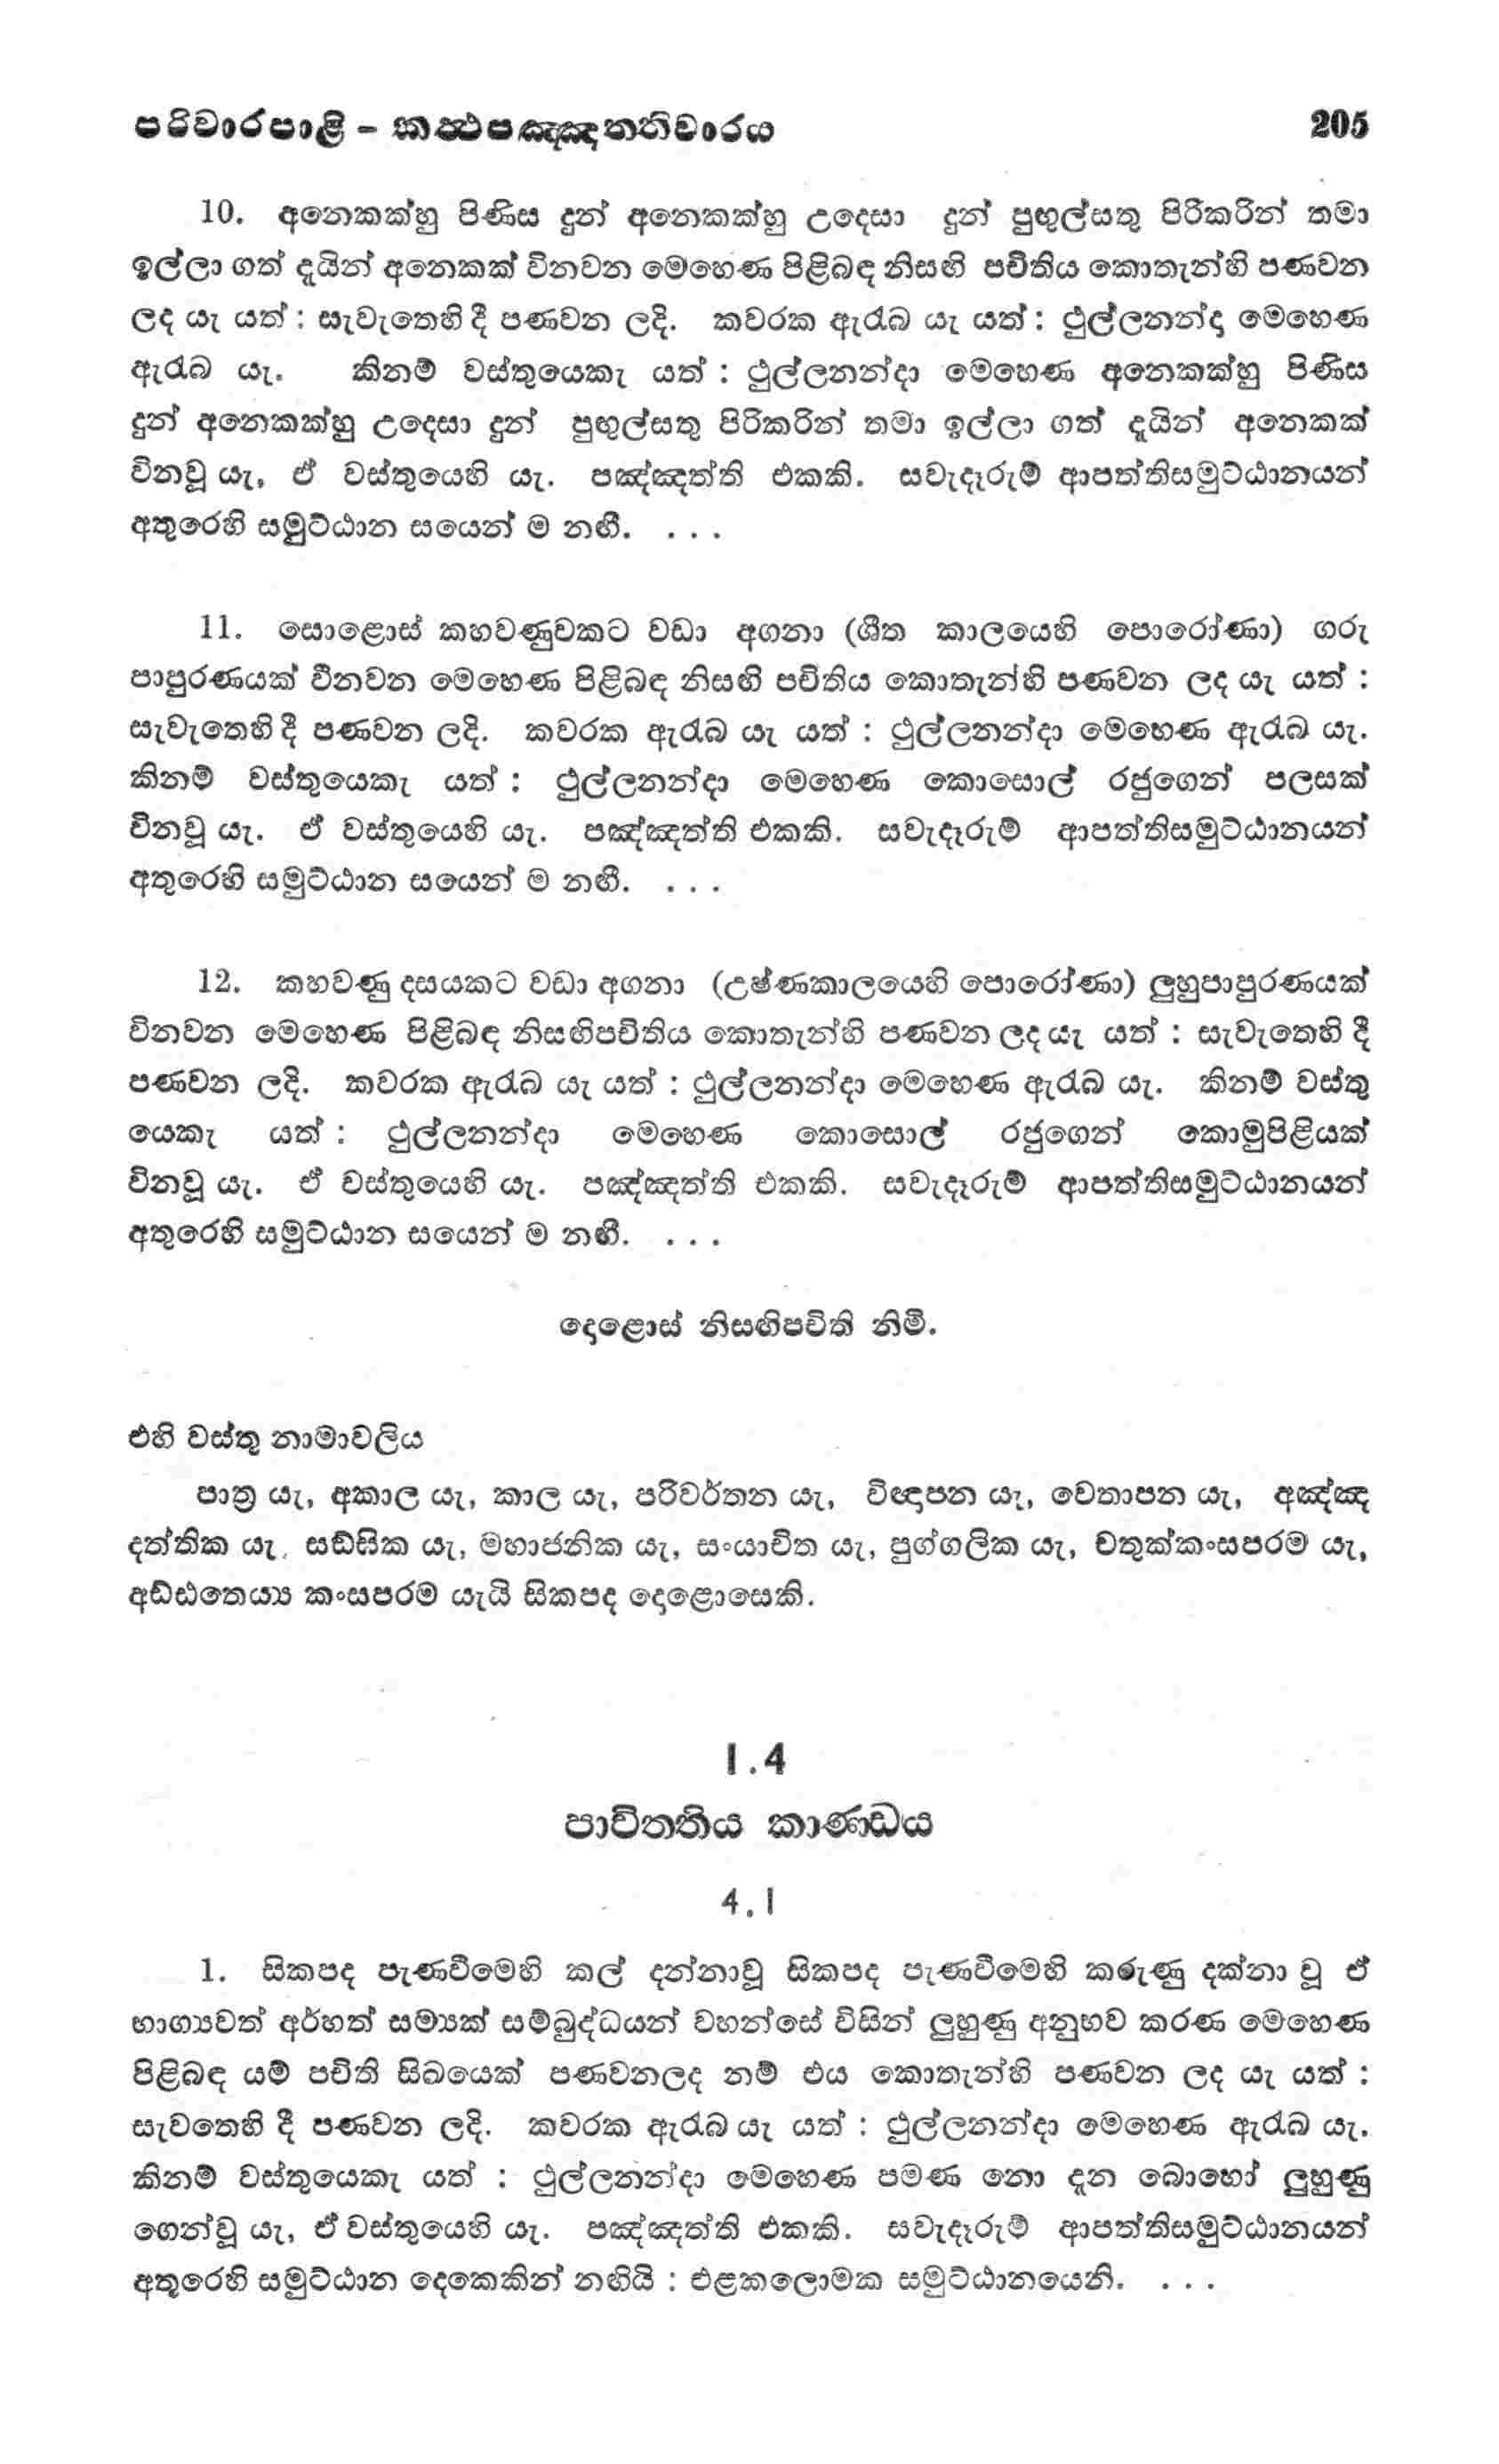 පරිවාරපාළි - කත්‍ථපඤ්ඤත්තිවාරය 205
10. අනෙකක්හු පිණිස දුන් අනෙකක්හු උදෙසා දුන් පුඟුල්සතු පිරිකරින් තමා
ඉල්ලා ගත් දැයින් අනෙකක් විනවන මෙහෙණ පිළිබඳ නිසඟි පචිතිය කොතැන්හි පණවන
ලද යැ යත් : සැවැතෙහි දී පණවන ලදි. කවරක ඇරැබ යැ යත් : ථුල්ලනන්දා මෙහෙණ
ඇරැබ යැ. කිනම් වස්තුයෙකැ යත් : ථුල්ලනන්දා මෙහෙණ අනෙකක්හු පිණිස
දුන් අනෙකක්හු උදෙසා දුන් පුඟුල්සතු පිරිකරින් තමා ඉල්ලා ගත් දැයින් අනෙකක්
විනවූ යැ, ඒ වස්තුයෙහි යැ. පඤ්ඤත්ති එකකි. සවැදෑරුම් ආපත්තිසමුට්ඨානයන්
අතුරෙහි සමුට්ඨාන සයෙන් ම නඟී. . . .
11. සොළොස් කහවණුවකට වඩා අගනා (ශීත කාලයෙහි පොරෝණා) ගරු
පාපුරණයක් විනවන මෙහෙණ පිළිබඳ නිසඟි පචිතිය කොතැන්හි පණවන ලද යැ යත් :
සැවැතෙහි දී පණවන ලදි. කවරක ඇරැබ යැ යත් : ථුල්ලනන්දා මෙහෙණ ඇරැබ යැ.
කිනම් වස්තුයෙකැ යත් : ථුල්ලනන්දා මෙහෙණ කොසොල් රජුගෙන් පලසක්
විනවූ යැ. ඒ වස්තුයෙහි යැ. පඤ්ඤත්ති එකකි. සවැදෑරුම් ආපත්තිසමුට්ඨානයන්
අතුරෙහි සමුට්ඨාන සයෙන් ම නඟී. . . .
12. කහවණු දසයකට වඩා අගනා (උෂ්ණකාලයෙහි පොරෝණා) ලුහුපාපුරණයක්
විනවන මෙහෙණ පිළිබඳ නිසඟිපචිතිය කොතැන්හි පණවන ලද යැ යත් : සැවැතෙහි දී
පණවන ලදි. කවරක ඇරැබ යැ යත් : ථුල්ලනන්දා මෙහෙණ ඇරැබ යැ. කිනම් වස්තු
යෙකැ යත් : ථුල්ලනන්දා මෙහෙණ කොසොල් රජුගෙන් කොමුපිළියක්
විනවූ යැ. ඒ වස්තුයෙහි යැ. පඤ්ඤත්ති එකකි. සවැදෑරුම් ආපත්තිසමුට්ඨානයන්
අතුරෙහි සමුට්ඨාන සයෙන් ම නඟී. . . .
දොළොස් නිසඟිපචිති නිමි.
එහි වස්තු නාමාවලිය
පාත්‍ර යැ, අකාල යැ, කාල යැ, පරිවර්තන යැ, විඥාපන යැ, චෙතාපන යැ, අඤ්ඤ
දත්තික යැ, සඞ්ඝික යැ, මහාජනික යැ, සංයාචිත යැ, පුග්ගලික යැ, චතුක්කංසපරම යැ,
අඩ්ඪතෙය්‍ය කංසපරම යැයි සිකපද දොළොසෙකි.
1.4
පාචිත්තිය කාණ්ඩය
4.1
1. සිකපද පැණවීමෙහි කල් දන්නාවූ සිකපද පැණවීමෙහි කරුණු දක්නා වූ ඒ
භාග්‍යවත් අර්හත් සම්‍යක් සම්බුද්ධයන් වහන්සේ විසින් ලුහුණු අනුභව කරණ මෙහෙණ
පිළිබඳ යම් පචිති සිඛයෙක් පණවනලද නම් එය කොතැන්හි පණවන ලද යැ යත් :
සැවතෙහි දී පණවන ලදි. කවරක ඇරැබ යැ යත් : ථුල්ලනන්දා මෙහෙණ ඇරැබ යැ.
කිනම් වස්තුයෙකැ යත් : ථුල්ලනන්දා මෙහෙණ පමණ නො දැන බොහෝ ලුහුණු
ගෙන්වූ යැ, ඒ වස්තුයෙහි යැ. පඤ්ඤත්ති එකකි. සවැදෑරුම් ආපත්තිසමුට්ඨානයන්
අතුරෙහි සමුට්ඨාන දෙකෙකින් නඟියි : එළකලොමක සමුට්ඨානයෙනි. . . .